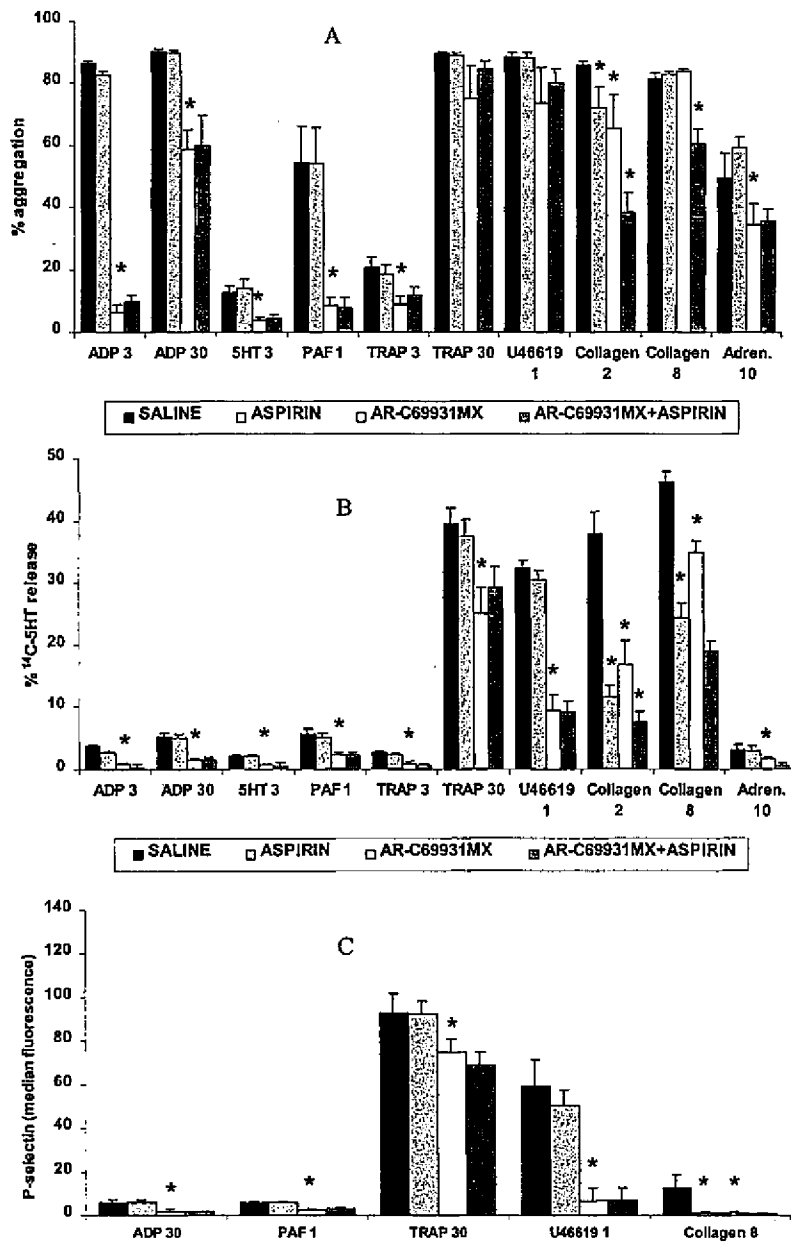 A
100
80
60
40
20
0
% aggregation
ADP 3 ADP 30 5HT 3 PAF 1 TRAP 3 TRAP 30 U46619 1 Collagen 2 Collagen 8 Adren. 10
* * * * * * * * * *
SALINE ASPIRIN AR-C69931MX AR-C69931MX+ASPIRIN
B
50
40
30
20
10
0
% ¹⁴C-5HT release
* * * * * * * * * * * * *
ADP 3 ADP 30 5HT 3 PAF 1 TRAP 3 TRAP 30 U46619 1 Collagen 2 Collagen 8 Adren. 10
SALINE ASPIRIN AR-C69931MX AR-C69931MX+ASPIRIN
C
140
120
100
80
60
40
20
0
P-selectin (median fluorescence)
* * * * * *
ADP 30 PAF 1 TRAP 30 U46619 1 Collagen 8